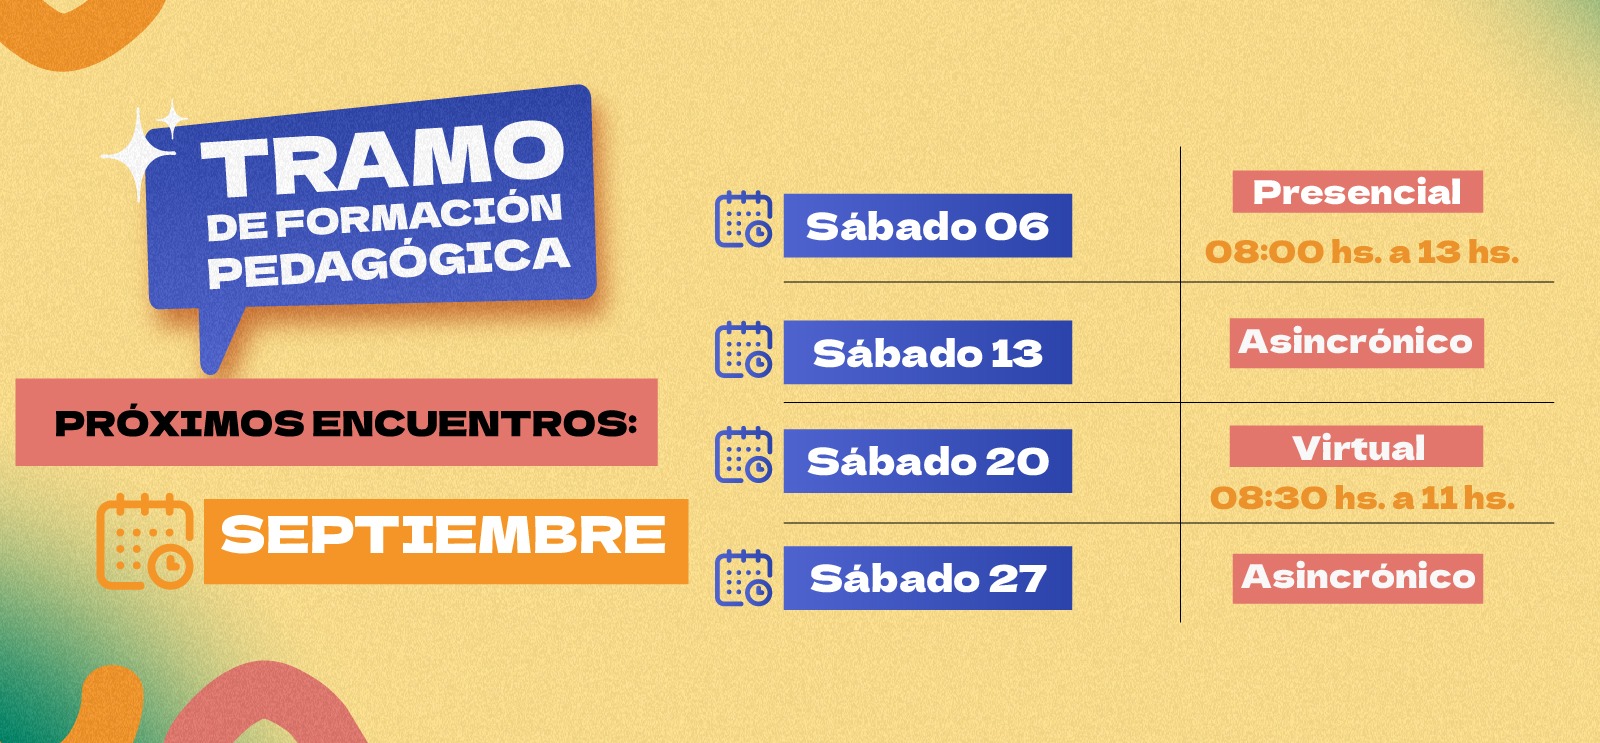 TRAMO
DE FORMACIÓN
PEDAGÓGICA
PRÓXIMOS ENCUENTROS:
SEPTIEMBRE
Sábado 06
Presencial
08:00 hs. a 13 hs.
Sábado 13
Asincrónico
Sábado 20
Virtual
08:30 hs. a 11 hs.
Sábado 27
Asincrónico